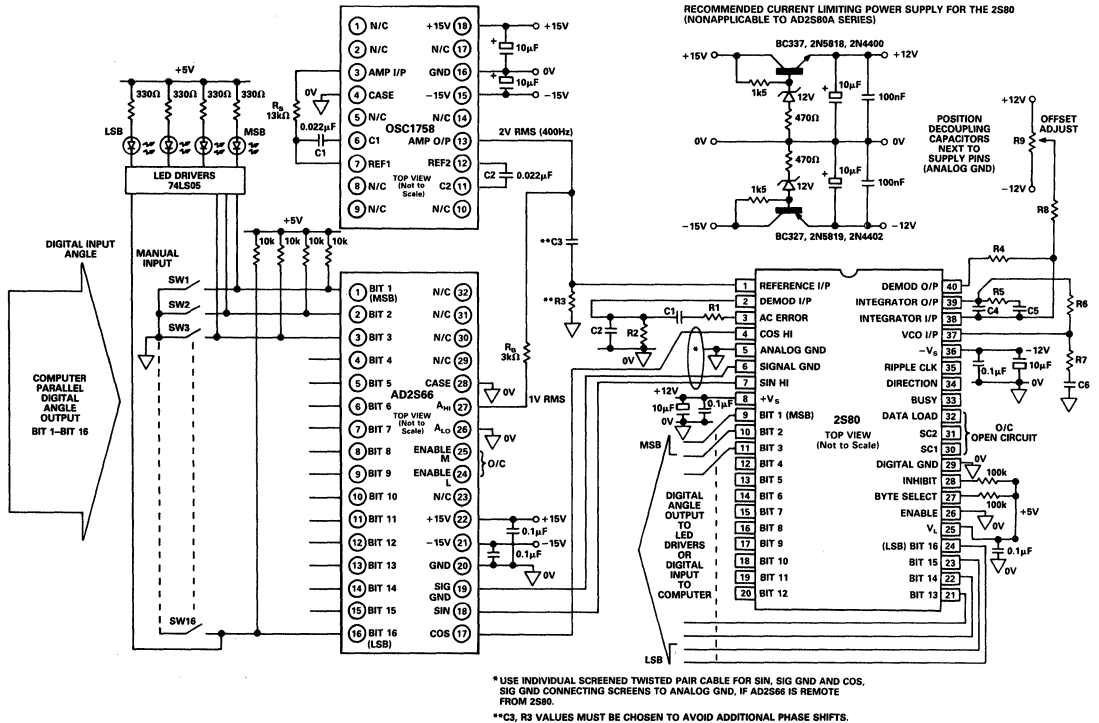 RECOMMENDED CURRENT LIMITING POWER SUPPLY FOR THE 2S80
(NONAPPLICABLE TO AD2S80A SERIES)
+15V
BC337, 2N5818, 2N4400
+12V
1k5
12V
470Ω
10µF
100nF
0V
0V
470Ω
12V
1k5
10µF
100nF
-15V
BC327, 2N5819, 2N4402
-12V
POSITION
DECOUPLING
CAPACITORS
NEXT TO
SUPPLY PINS
(ANALOG GND)
+12V
OFFSET
ADJUST
R9
-12V
R8
R4
+5V
330Ω
330Ω
330Ω
330Ω
LSB
MSB
LED DRIVERS
74LS05
1 N/C
2 N/C
3 AMP I/P
4 CASE
5 N/C
6 C1
7 REF1
8 N/C
9 N/C
+15V 18
N/C 17
GND 16
-15V 15
N/C 14
AMP O/P 13
REF2 12
C2 11
N/C 10
OSC1758
TOP VIEW
(Not to
Scale)
RS
13kΩ
0V
0.022µF
C1
+15V
+
10µF
0V
+
10µF
-15V
2V RMS (400Hz)
C2
0.022µF
**C3
**R3
+5V
10k
10k
10k
10k
DIGITAL INPUT
ANGLE
MANUAL
INPUT
SW1
SW2
SW3
SW16
COMPUTER
PARALLEL
DIGITAL
ANGLE
OUTPUT
BIT 1–BIT 16
1 BIT 1
(MSB)
2 BIT 2
3 BIT 3
4 BIT 4
5 BIT 5
6 BIT 6
7 BIT 7
8 BIT 8
9 BIT 9
10 BIT 10
11 BIT 11
12 BIT 12
13 BIT 13
14 BIT 14
15 BIT 15
16 BIT 16
(LSB)
AD2S66
TOP VIEW
(Not to
Scale)
N/C 32
N/C 31
N/C 30
N/C 29
CASE 28
AHI 27
ALO 26
ENABLE
M 25
ENABLE
L 24
N/C 23
+15V 22
-15V 21
GND 20
SIG
GND 19
SIN 18
COS 17
3kΩ
1V RMS
0V
0V
O/C
+15V
0.1µF
-15V
0.1µF
0V
C1
R1
C2
R2
0V
*
+12V
10µF
0.1µF
0V
MSB
DIGITAL
ANGLE
OUTPUT
TO
LED
DRIVERS
OR
DIGITAL
INPUT
TO
COMPUTER
LSB
1 REFERENCE I/P
2 DEMOD I/P
3 AC ERROR
4 COS HI
5 ANALOG GND
6 SIGNAL GND
7 SIN HI
8 +VS
9 BIT 1 (MSB)
10 BIT 2
11 BIT 3
12 BIT 4
13 BIT 5
14 BIT 6
15 BIT 7
16 BIT 8
17 BIT 9
18 BIT 10
19 BIT 11
20 BIT 12
2S80
TOP VIEW
(Not to Scale)
DEMOD O/P 40
INTEGRATOR O/P 39
INTEGRATOR I/P 38
VCO I/P 37
-VS 36
RIPPLE CLK 35
DIRECTION 34
BUSY 33
DATA LOAD 32
SC2 31
SC1 30
DIGITAL GND 29
INHIBIT 28
BYTE SELECT 27
ENABLE 26
VL 25
(LSB) BIT 16 24
BIT 15 23
BIT 14 22
BIT 13 21
R5
C4
C5
R6
R7
C6
-12V
0.1µF
10µF
0V
O/C
OPEN CIRCUIT
0V
100k
100k
+5V
0V
0.1µF
0V
* USE INDIVIDUAL SCREENED TWISTED PAIR CABLE FOR SIN, SIG GND AND COS,
SIG GND CONNECTING SCREENS TO ANALOG GND, IF AD2S66 IS REMOTE
FROM 2S80.
**C3, R3 VALUES MUST BE CHOSEN TO AVOID ADDITIONAL PHASE SHIFTS.